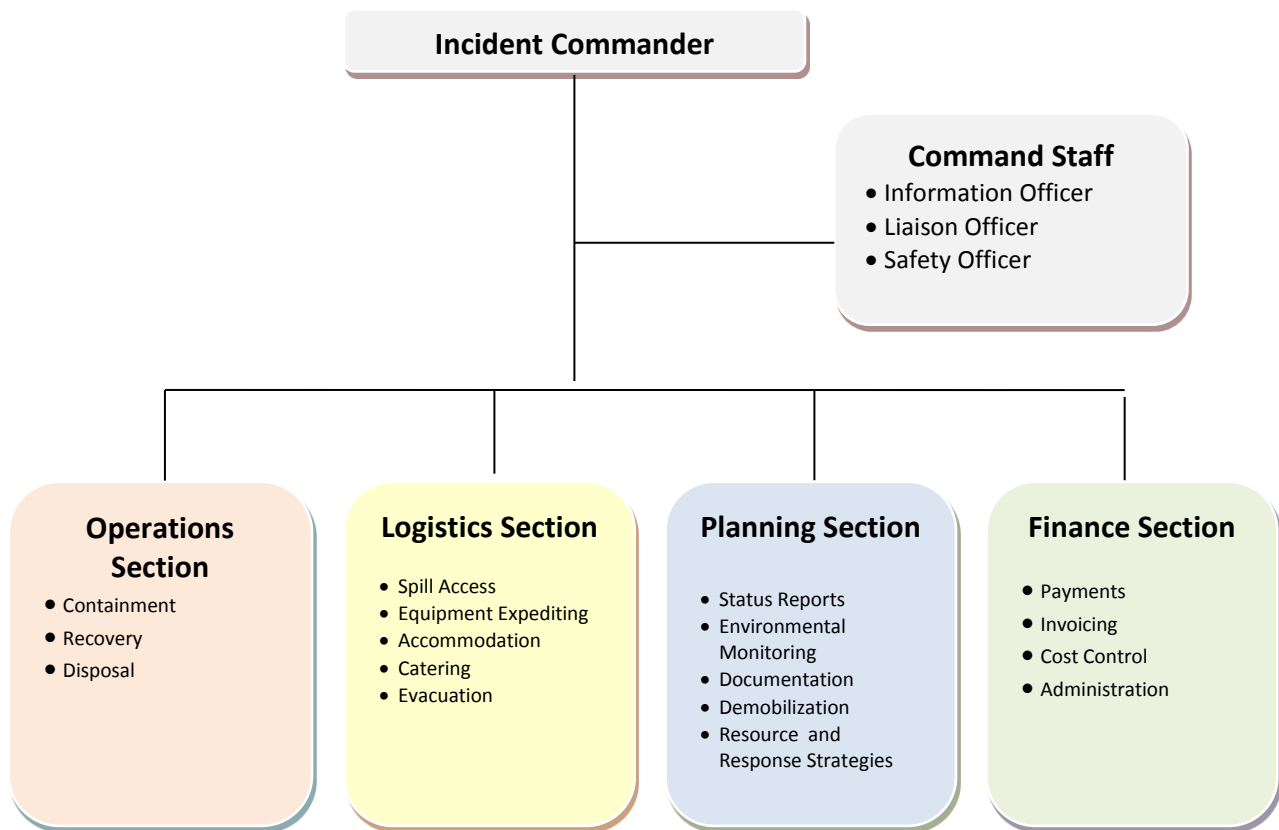 Incident Commander
Command Staff
• Information Officer
• Liaison Officer
• Safety Officer
Operations
Section
• Containment
• Recovery
• Disposal
Logistics Section
• Spill Access
• Equipment Expediting
• Accommodation
• Catering
• Evacuation
Planning Section
• Status Reports
• Environmental
Monitoring
• Documentation
• Demobilization
• Resource and
Response Strategies
Finance Section
• Payments
• Invoicing
• Cost Control
• Administration